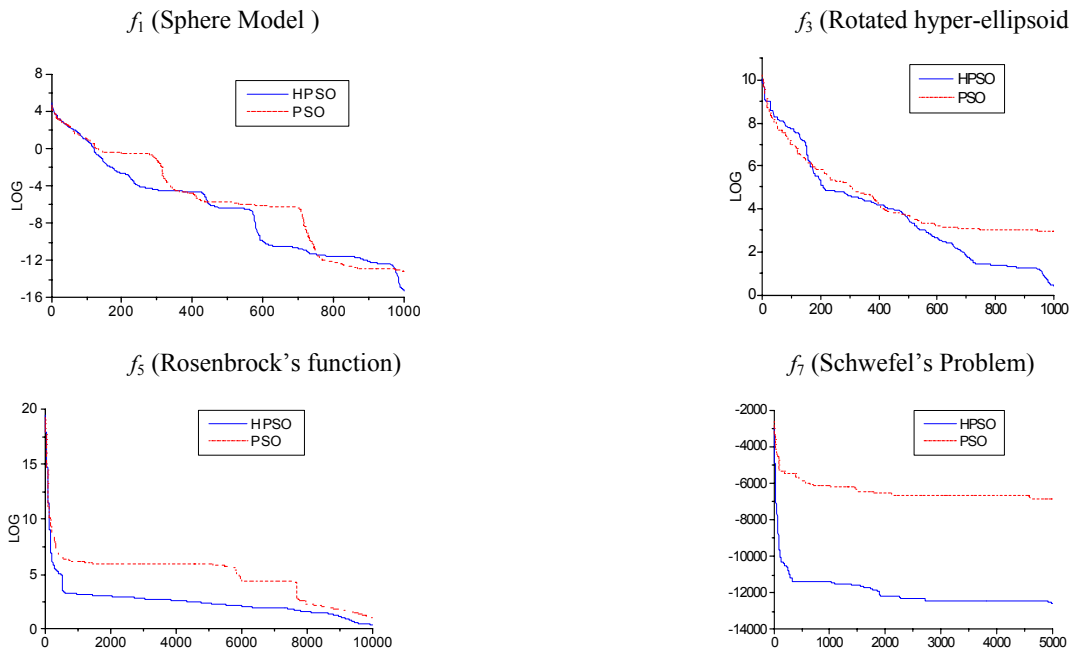 f1 (Sphere Model )
8
4
0
-4
-8
-12
-16
LOG
HPSO
PSO
0 200 400 600 800 1000
f3 (Rotated hyper-ellipsoid
10
8
6
4
2
0
LOG
HPSO
PSO
0 200 400 600 800 1000
f5 (Rosenbrock’s function)
20
15
10
5
0
LOG
HPSO
PSO
0 2000 4000 6000 8000 10000
f7 (Schwefel’s Problem)
-2000
-4000
-6000
-8000
-10000
-12000
-14000
HPSO
PSO
0 1000 2000 3000 4000 5000